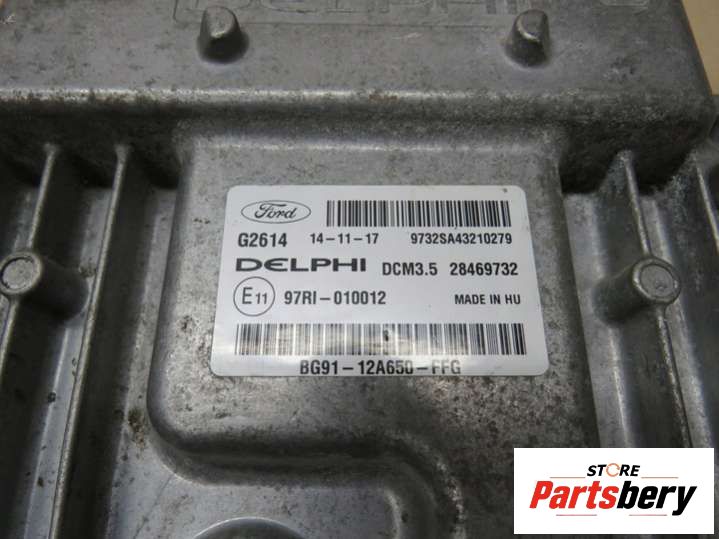 DELPHI
Ford
G2614 14-11-17 9732SA43210279
DELPHI DCM3.5 28469732
E11 97RI-010012 MADE IN HU
BG91-12A650-FFG
STORE
Partsbery